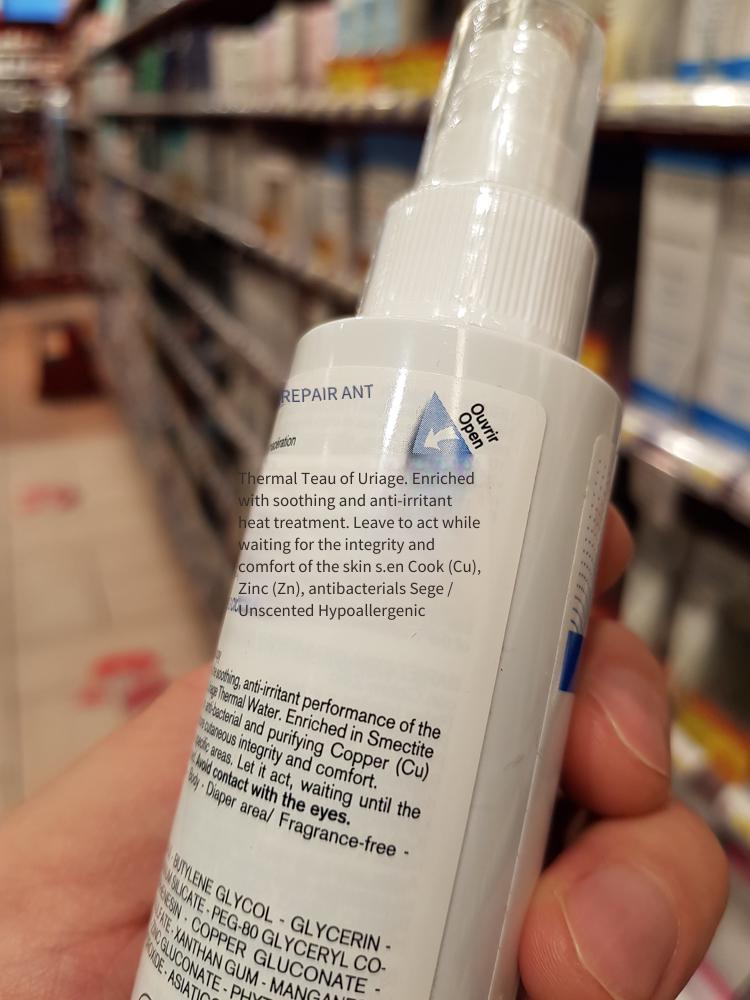 REPAIR ANT
Ouvrir
Open
Thermal Teau of Uriage. Enriched
with soothing and anti-irritant
heat treatment. Leave to act while
waiting for the integrity and
comfort of the skin s.en Cook (Cu),
Zinc (Zn), antibacterials Sege /
Unscented Hypoallergenic
soothing, anti-irritant performance of the
Thermal Water. Enriched in Smectite
anti-bacterial and purifying Copper (Cu)
cutaneous integrity and comfort.
areas. Let it act, waiting until the
Avoid contact with the eyes.
Body - Diaper area/ Fragrance-free -
BUTYLENE GLYCOL - GLYCERIN -
SILICATE - PEG-80 GLYCERYL CO-
COPPER GLUCONATE -
XANTHAN GUM - MANGANE
GLUCONATE - PHYT